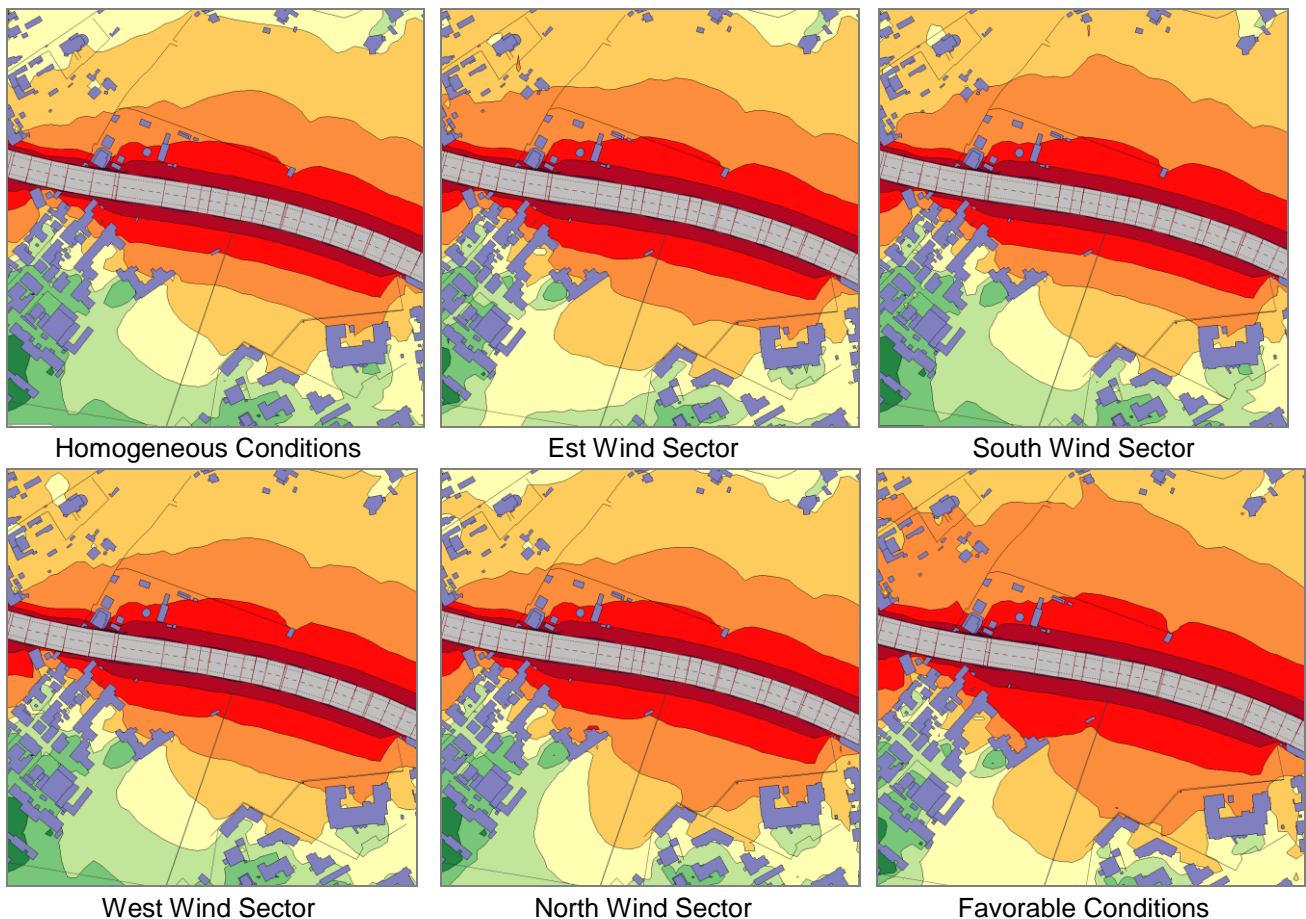 Homogeneous Conditions
Est Wind Sector
South Wind Sector
West Wind Sector
North Wind Sector
Favorable Conditions